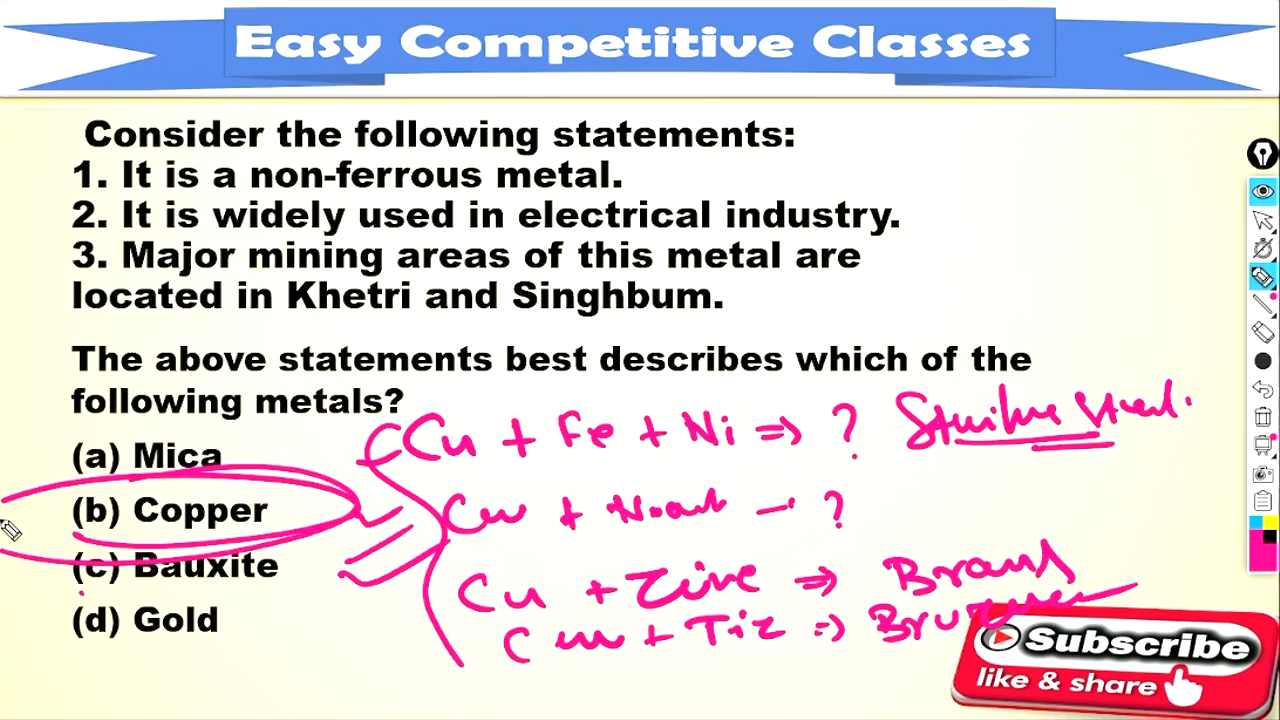 Easy Competitive Classes
Consider the following statements:
1. It is a non-ferrous metal.
2. It is widely used in electrical industry.
3. Major mining areas of this metal are
located in Khetri and Singhbum.
The above statements best describes which of the
following metals?
(a) Mica
(b) Copper
(c) Bauxite
(d) Gold
Cu + Fe + Ni => ?
Cu + ?
Cu + Zinc =>
Cu + =>
Subscribe
like & share